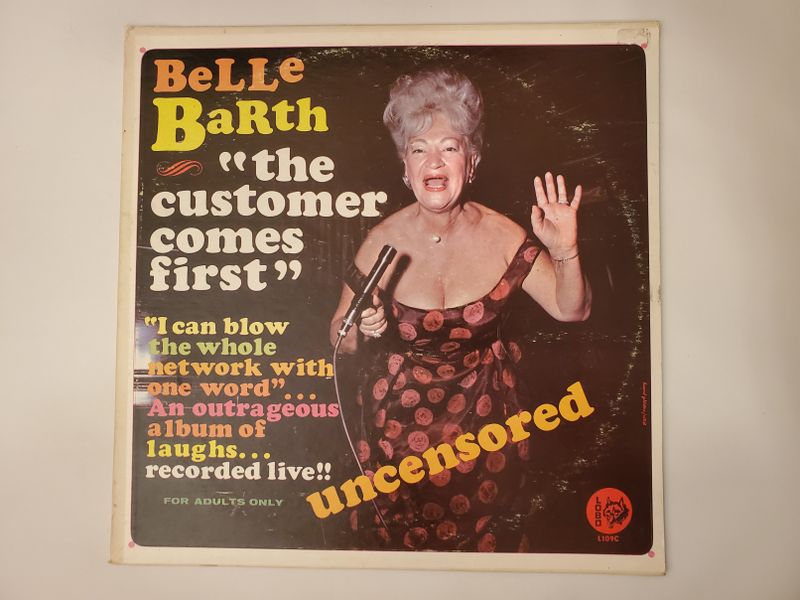 BeLLe
BaRth
"the
customer
comes
first"
"I can blow
the whole
network with
one word"...
An outrageous
album of
laughs...
recorded live!!
FOR ADULTS ONLY
uncensored
LOBO
L109C